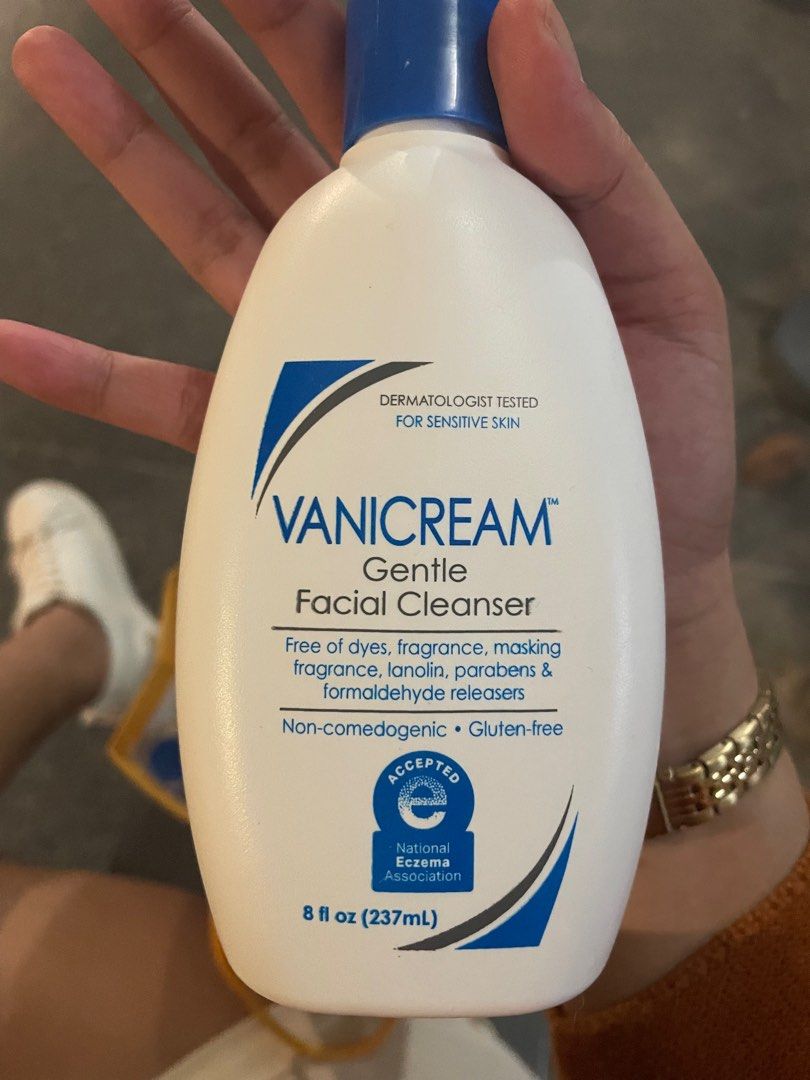 DERMATOLOGIST TESTED
FOR SENSITIVE SKIN
VANICREAM™
Gentle
Facial Cleanser
Free of dyes, fragrance, masking
fragrance, lanolin, parabens &
formaldehyde releasers
Non-comedogenic • Gluten-free
ACCEPTED
e
National
Eczema
Association
8 fl oz (237mL)